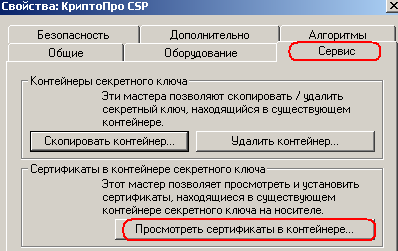 Свойства: КриптоПро CSP
Безопасность Дополнительно Алгоритмы
Общие Оборудование Сервис
Контейнеры секретного ключа
Эти мастера позволяют скопировать / удалить
секретный ключ, находящийся в существующем
контейнере.
Скопировать контейнер... Удалить контейнер...
Сертификаты в контейнере секретного ключа
Этот мастер позволяет просмотреть и установить
сертификаты, находящиеся в существующем
контейнере секретного ключа на носителе.
Просмотреть сертификаты в контейнере...